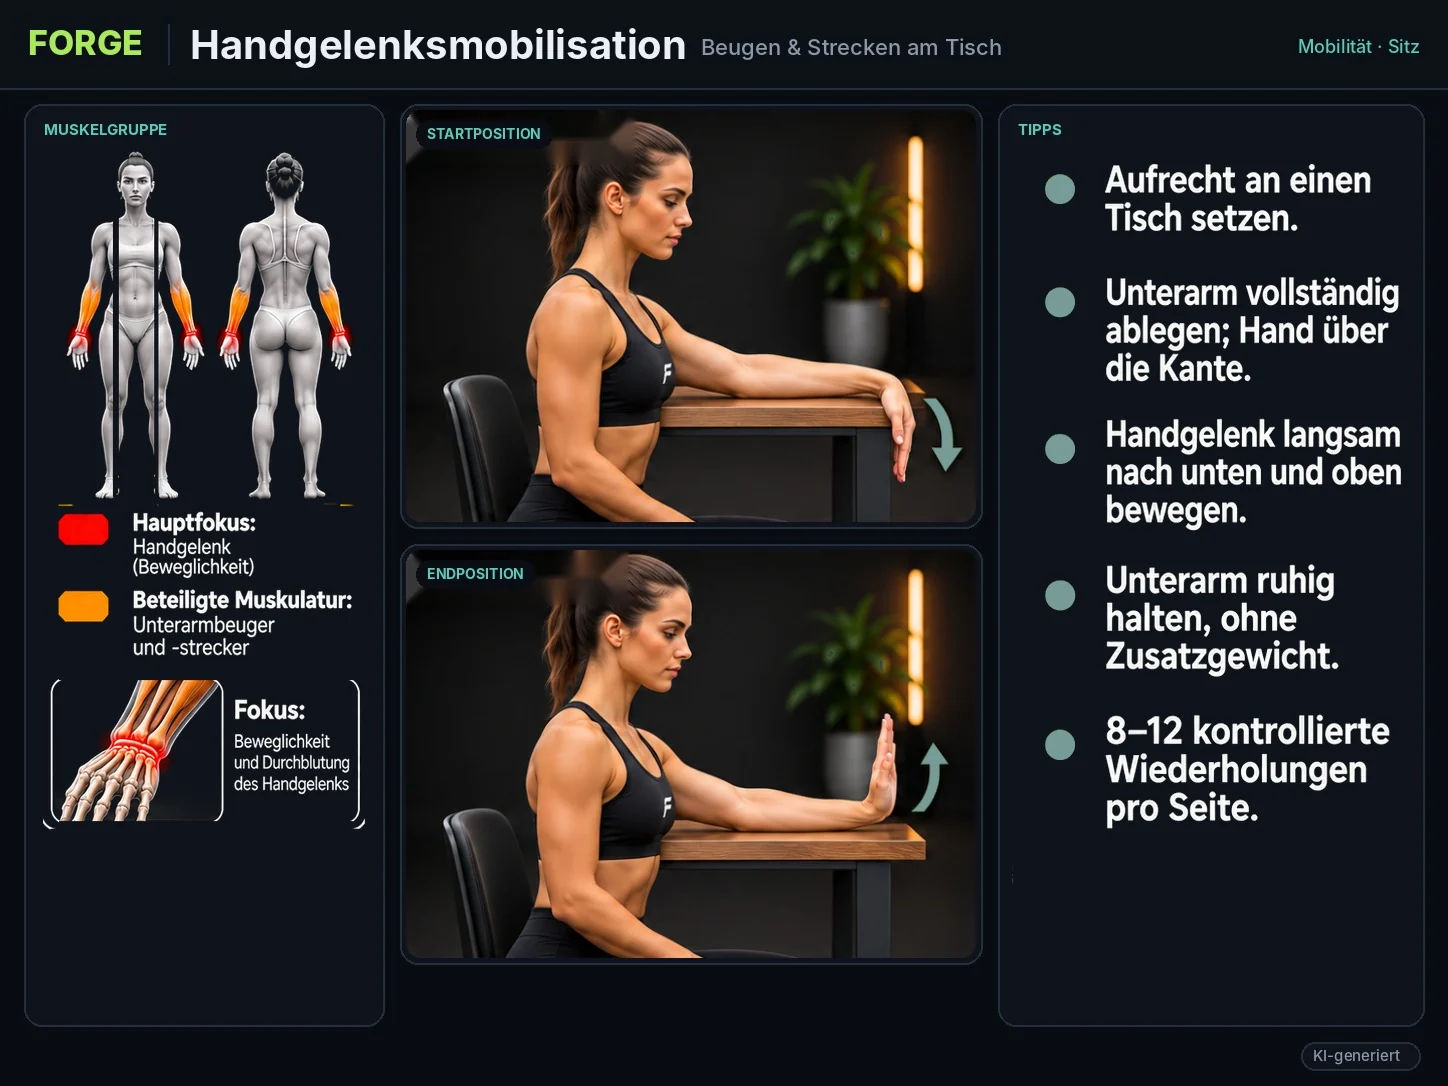 FORGE
Handgelenksmobilisation
Beugen & Strecken am Tisch
Mobilität · Sitz
MUSKELGRUPPE
Hauptfokus:
Handgelenk
(Beweglichkeit)
Beteiligte Muskulatur:
Unterarmbeuger
und -strecker
Fokus:
Beweglichkeit
und Durchblutung
des Handgelenks
STARTPOSITION
F
ENDPOSITION
F
TIPPS
Aufrecht an einen
Tisch setzen.
Unterarm vollständig
ablegen; Hand über
die Kante.
Handgelenk langsam
nach unten und oben
bewegen.
Unterarm ruhig
halten, ohne
Zusatzgewicht.
8–12 kontrollierte
Wiederholungen
pro Seite.
KI-generiert